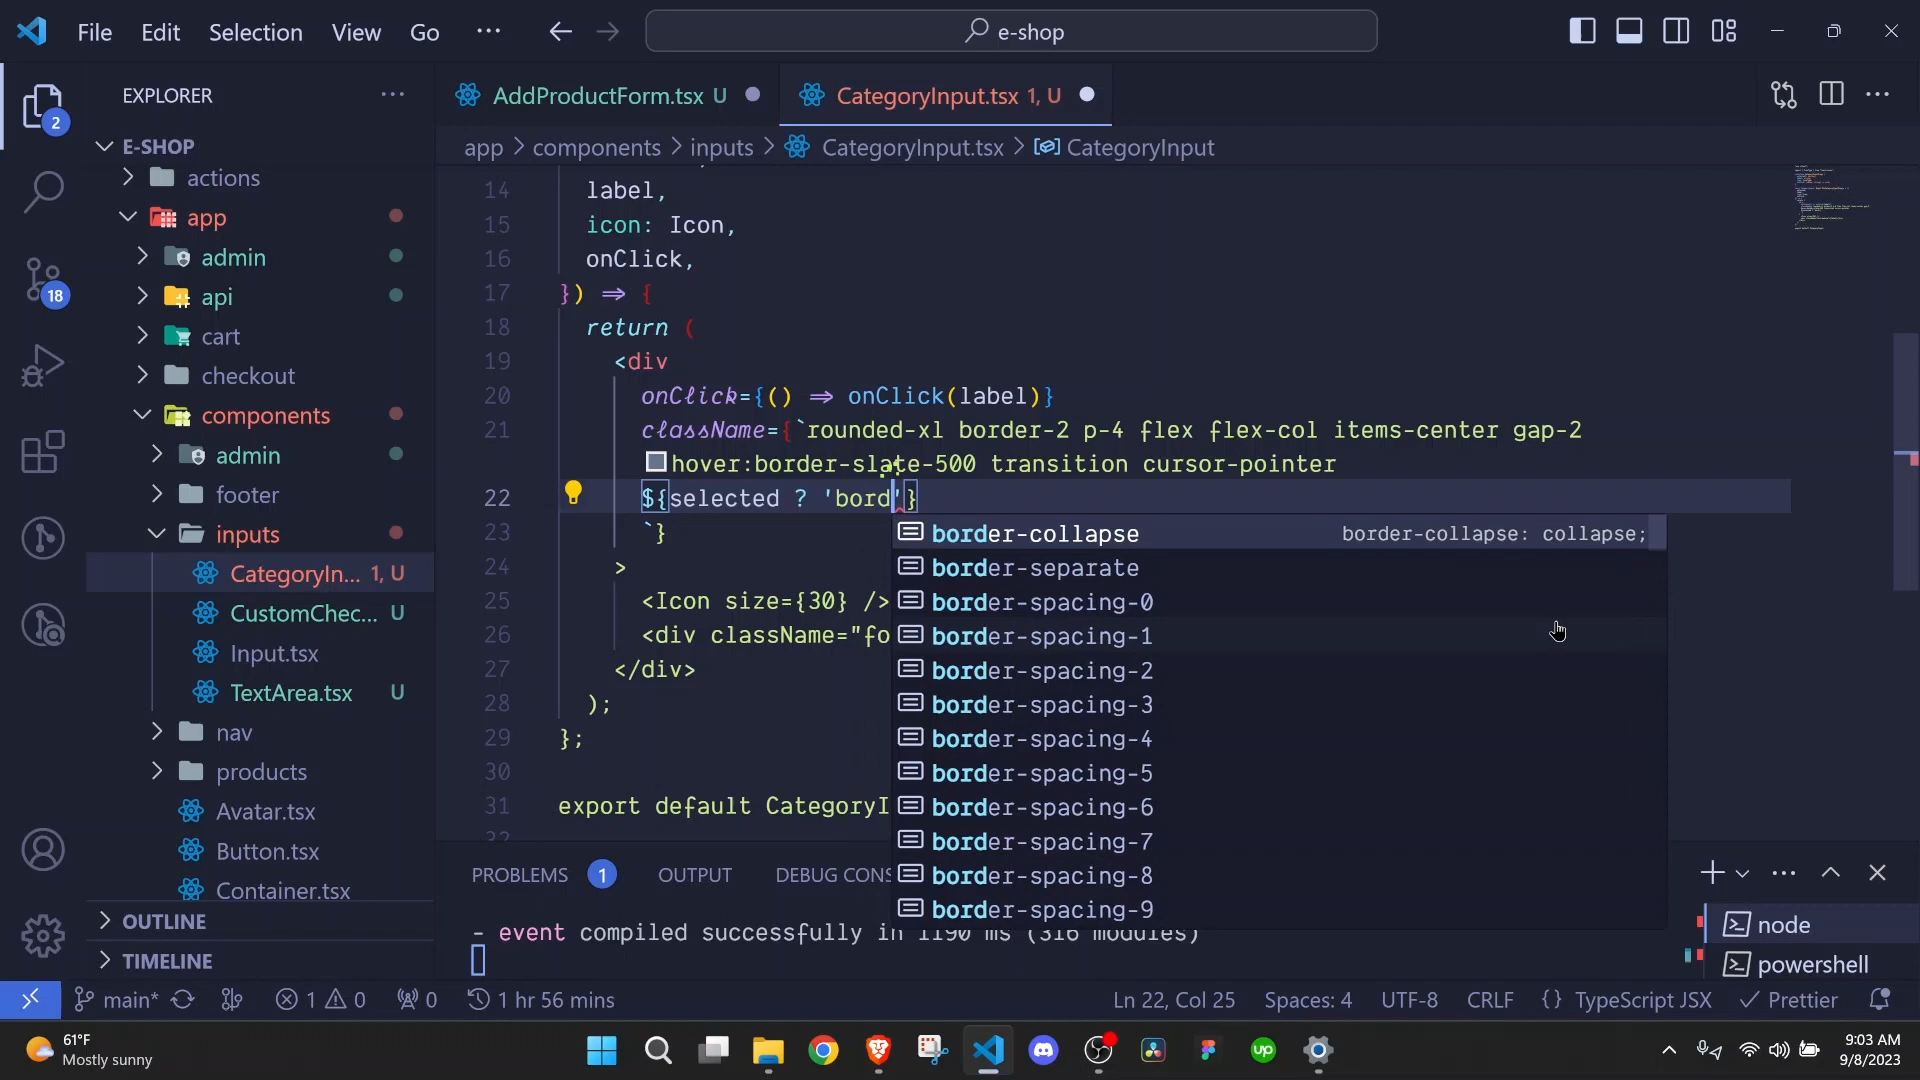 File Edit Selection View Go ···
e-shop
EXPLORER ···
AddProductForm.tsx U
CategoryInput.tsx 1, U
app > components > inputs > CategoryInput.tsx > CategoryInput
2
18
E-SHOP
actions
app
admin
api
cart
checkout
components
admin
footer
inputs
CategoryIn... 1, U
CustomChec... U
Input.tsx
TextArea.tsx U
nav
products
Avatar.tsx
Button.tsx
Container.tsx
OUTLINE
TIMELINE
14 label,
15 icon: Icon,
16 onClick,
17 }) ⇒ {
18 return (
19 <div
20 onClick={() ⇒ onClick(label)}
21 className={`rounded-xl border-2 p-4 flex flex-col items-center gap-2
hover:border-slate-500 transition cursor-pointer
22 ${selected ? 'bord'}
23 `}
24 >
25 <Icon size={30} />
26 <div className="fo
27 </div>
28 );
29 };
30
31 export default CategoryI
32
border-collapse border-collapse: collapse;
border-separate
border-spacing-0
border-spacing-1
border-spacing-2
border-spacing-3
border-spacing-4
border-spacing-5
border-spacing-6
border-spacing-7
border-spacing-8
border-spacing-9
PROBLEMS 1 OUTPUT DEBUG CONS
- event compiled successfully in 1190 ms (316 modules)
node
powershell
main* 1 0 0 1 hr 56 mins
Ln 22, Col 25 Spaces: 4 UTF-8 CRLF {} TypeScript JSX Prettier
61°F
Mostly sunny
up
9:03 AM
9/8/2023